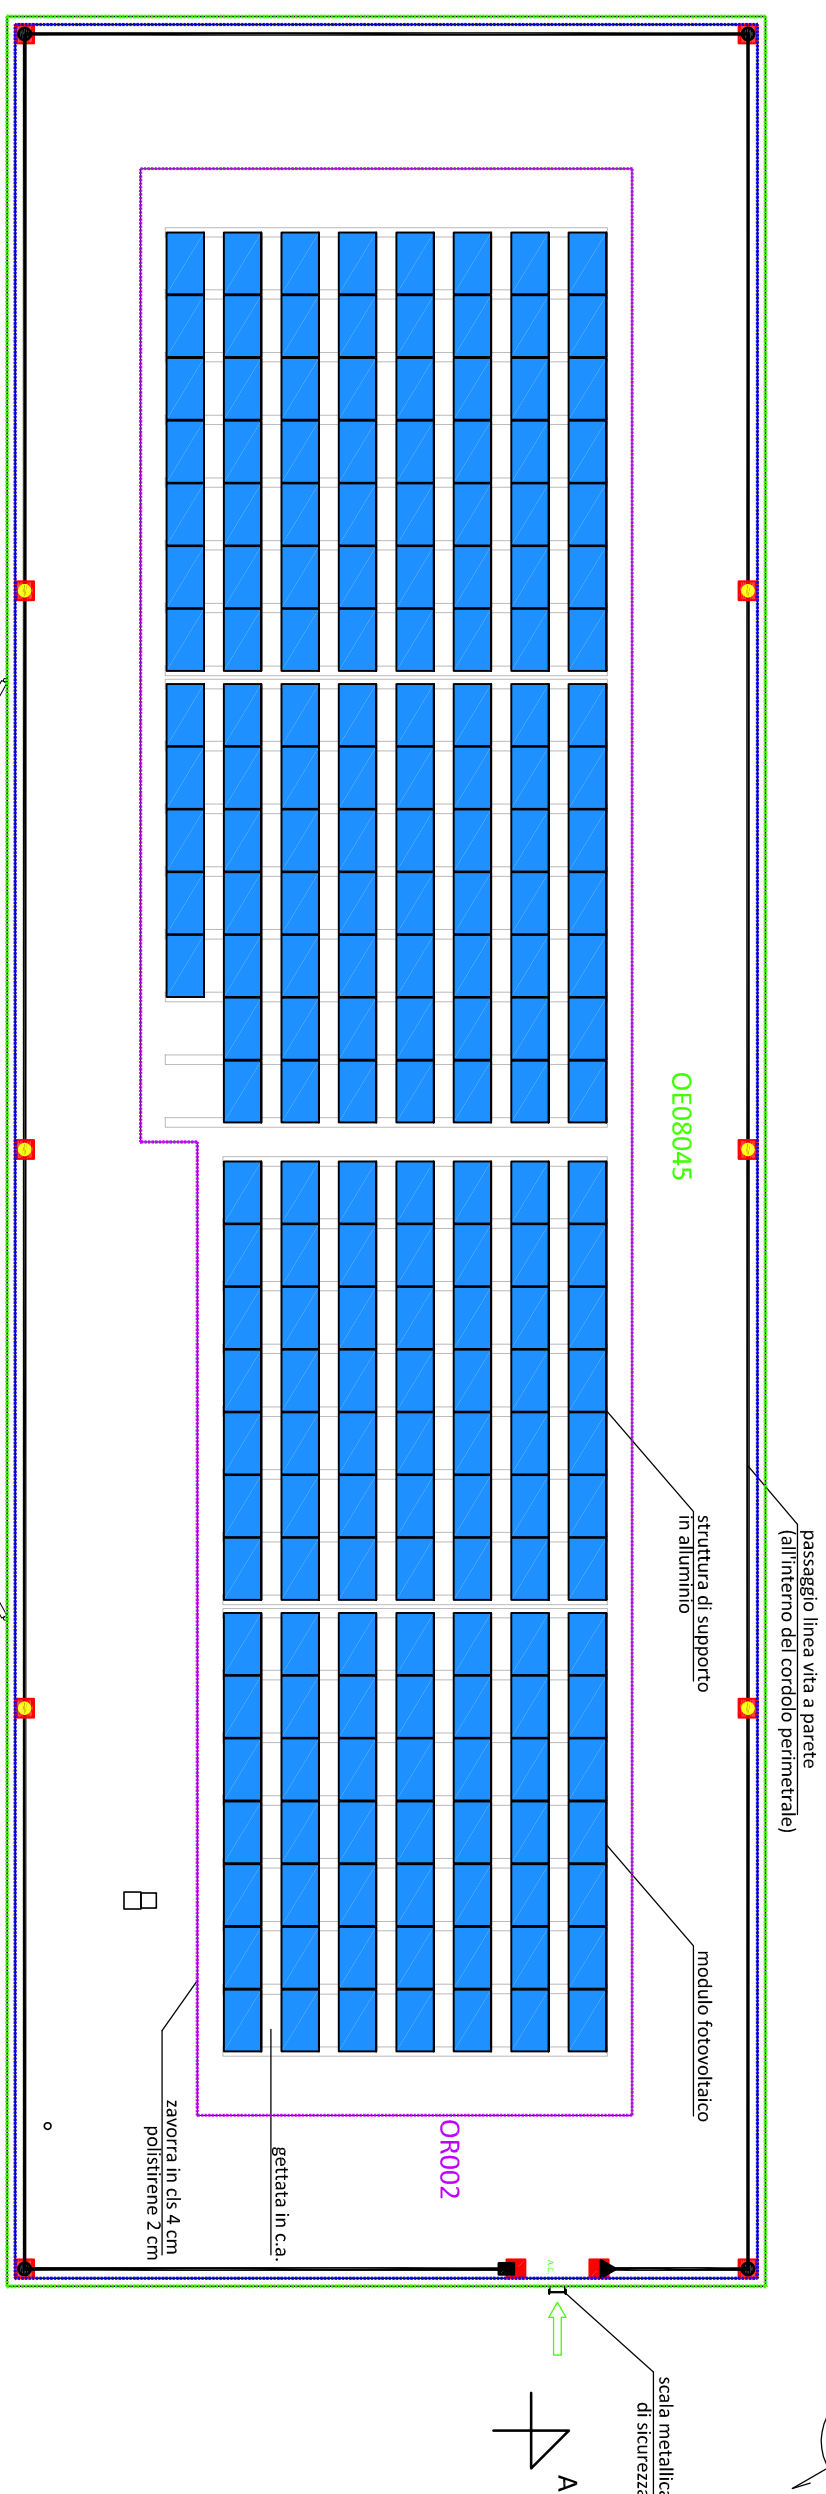 passaggio linea vita a parete
(all'interno del cordolo perimetrale)
OE08045
struttura di supporto
in alluminio
modulo fotovoltaico
OR002
gettata in c.a.
zavorra in cls 4 cm
polistirene 2 cm
A.E.
scala metallica
di sicurezza
A